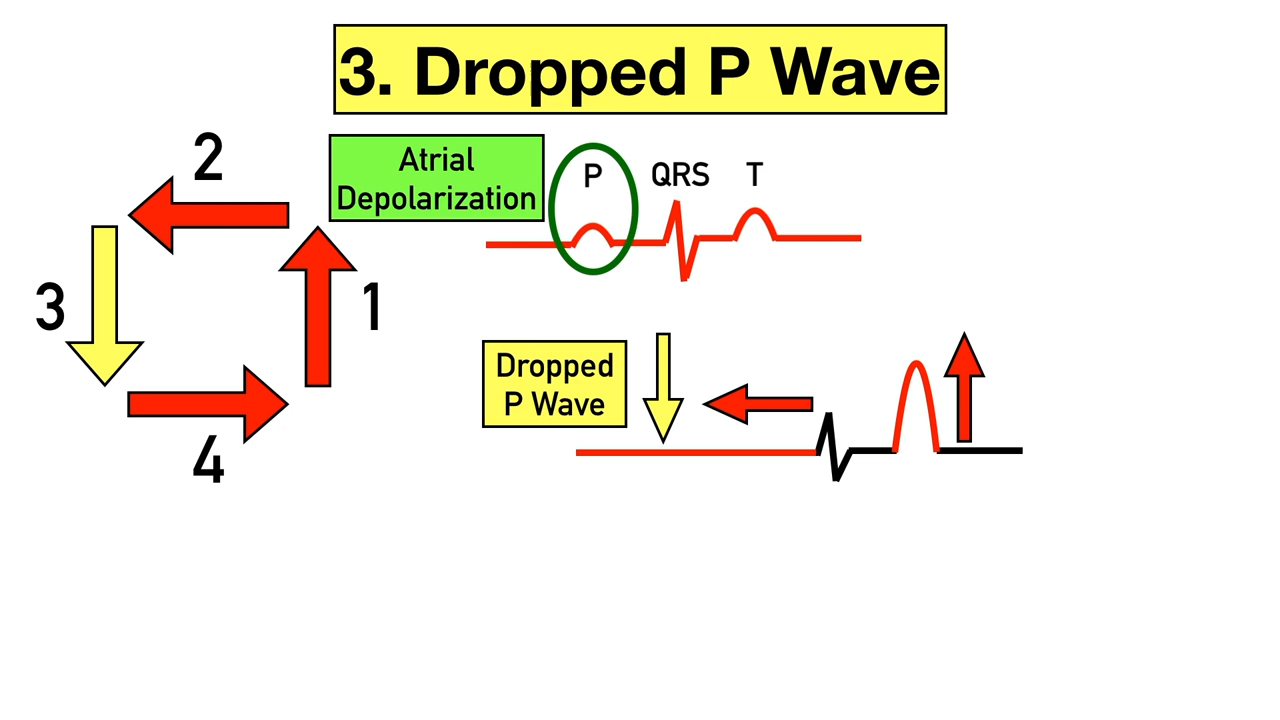 3. Dropped P Wave
2
Atrial
Depolarization
P QRS T
3
1
Dropped
P Wave
4